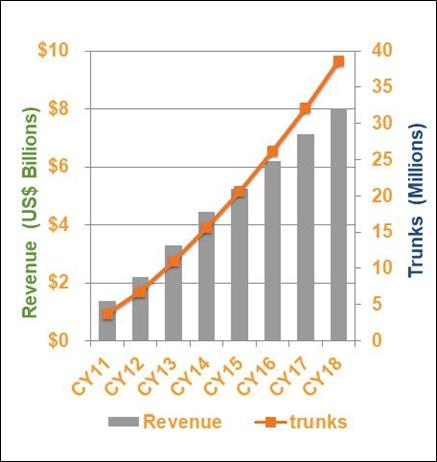 $10
$8
$6
$4
$2
$0
Revenue (US$ Billions)
40
35
30
25
20
15
10
5
0
Trunks (Millions)
CY11
CY12
CY13
CY14
CY15
CY16
CY17
CY18
Revenue
trunks